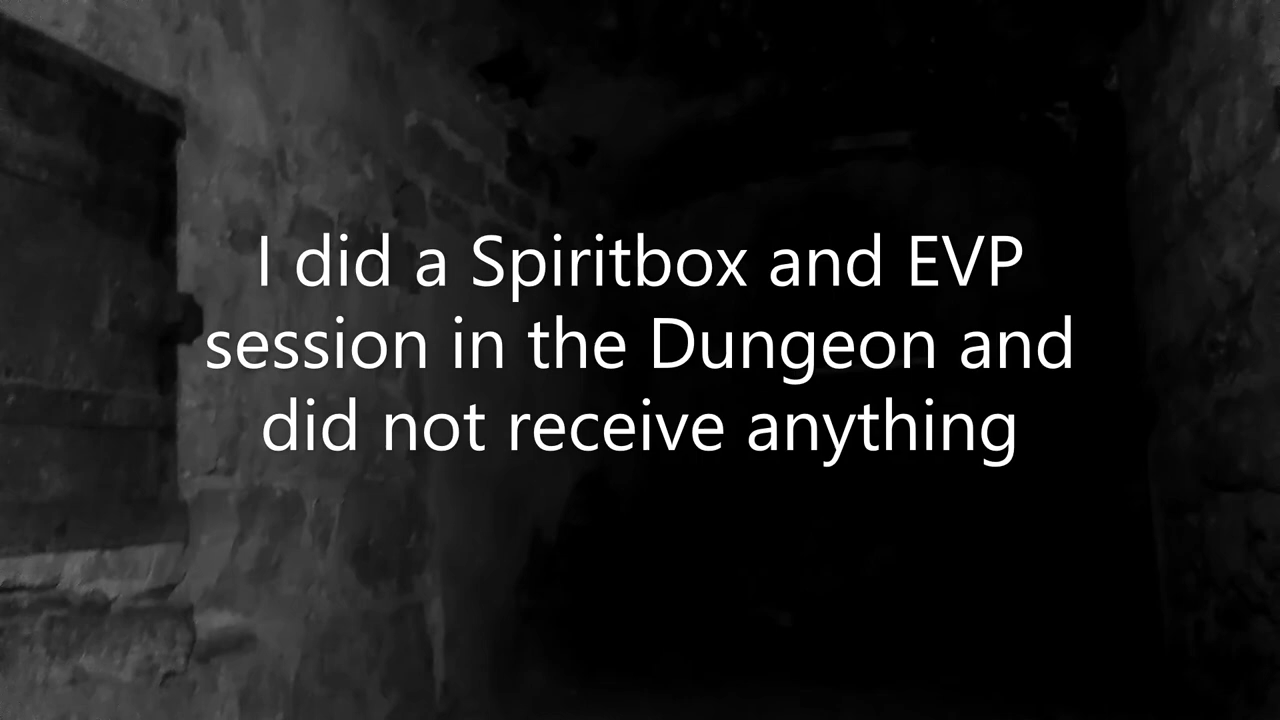 I did a Spiritbox and EVP
session in the Dungeon and
did not receive anything